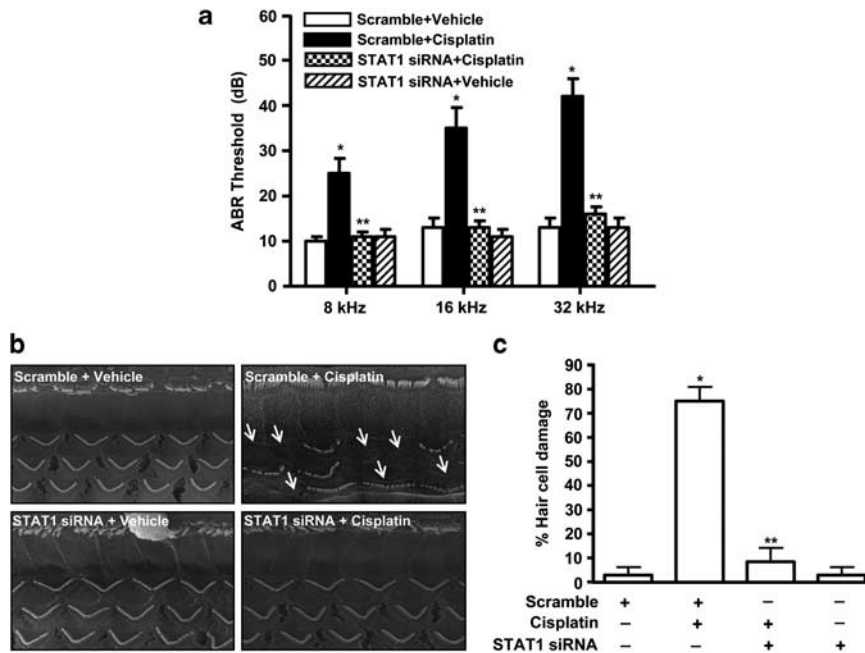 a
60
50
40
30
20
10
0
ABR Threshold (dB)
Scramble+Vehicle
Scramble+Cisplatin
STAT1 siRNA+Cisplatin
STAT1 siRNA+Vehicle
*
**
*
**
*
**
8 kHz
16 kHz
32 kHz
b
Scramble + Vehicle
Scramble + Cisplatin
STAT1 siRNA + Vehicle
STAT1 siRNA + Cisplatin
c
90
80
70
60
50
40
30
20
10
0
% Hair cell damage
*
**
Scramble + + – –
Cisplatin – + + –
STAT1 siRNA – – + +